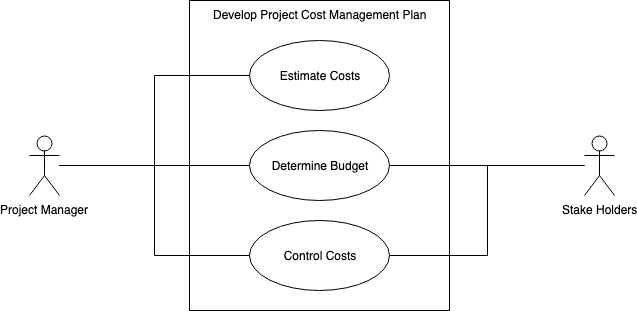 Develop Project Cost Management Plan
Estimate Costs
Determine Budget
Project Manager
Stake Holders
Control Costs